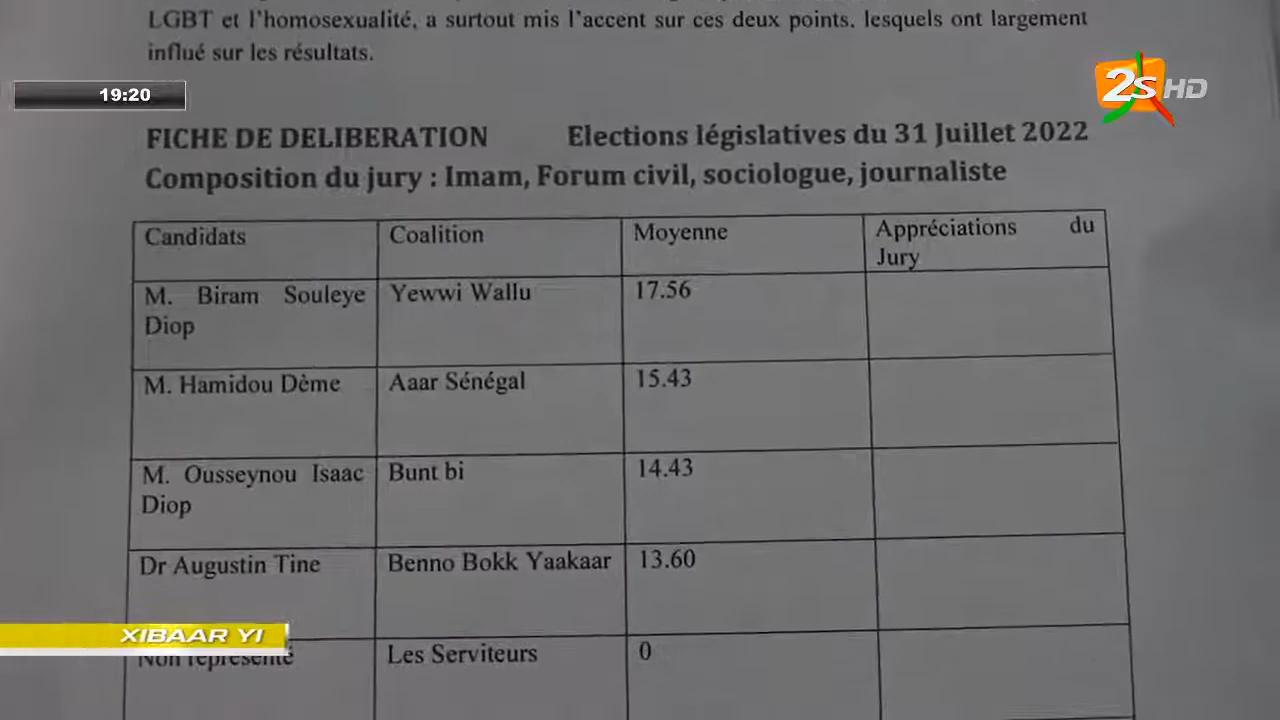 LGBT et l'homosexualité, a surtout mis l'accent sur ces deux points. lesquels ont largement
influé sur les résultats.
19:20
2S HD
FICHE DE DELIBERATION Elections législatives du 31 Juillet 2022
Composition du jury : Imam, Forum civil, sociologue, journaliste
Candidats Coalition Moyenne Appréciations du
Jury
M. Biram Souleye Yewwi Wallu 17.56
Diop
M. Hamidou Dème Aaar Sénégal 15.43
M. Ousseynou Isaac Bunt bi 14.43
Diop
Dr Augustin Tine Benno Bokk Yaakaar 13.60
XIBAAR YI
Non représenté Les Serviteurs 0